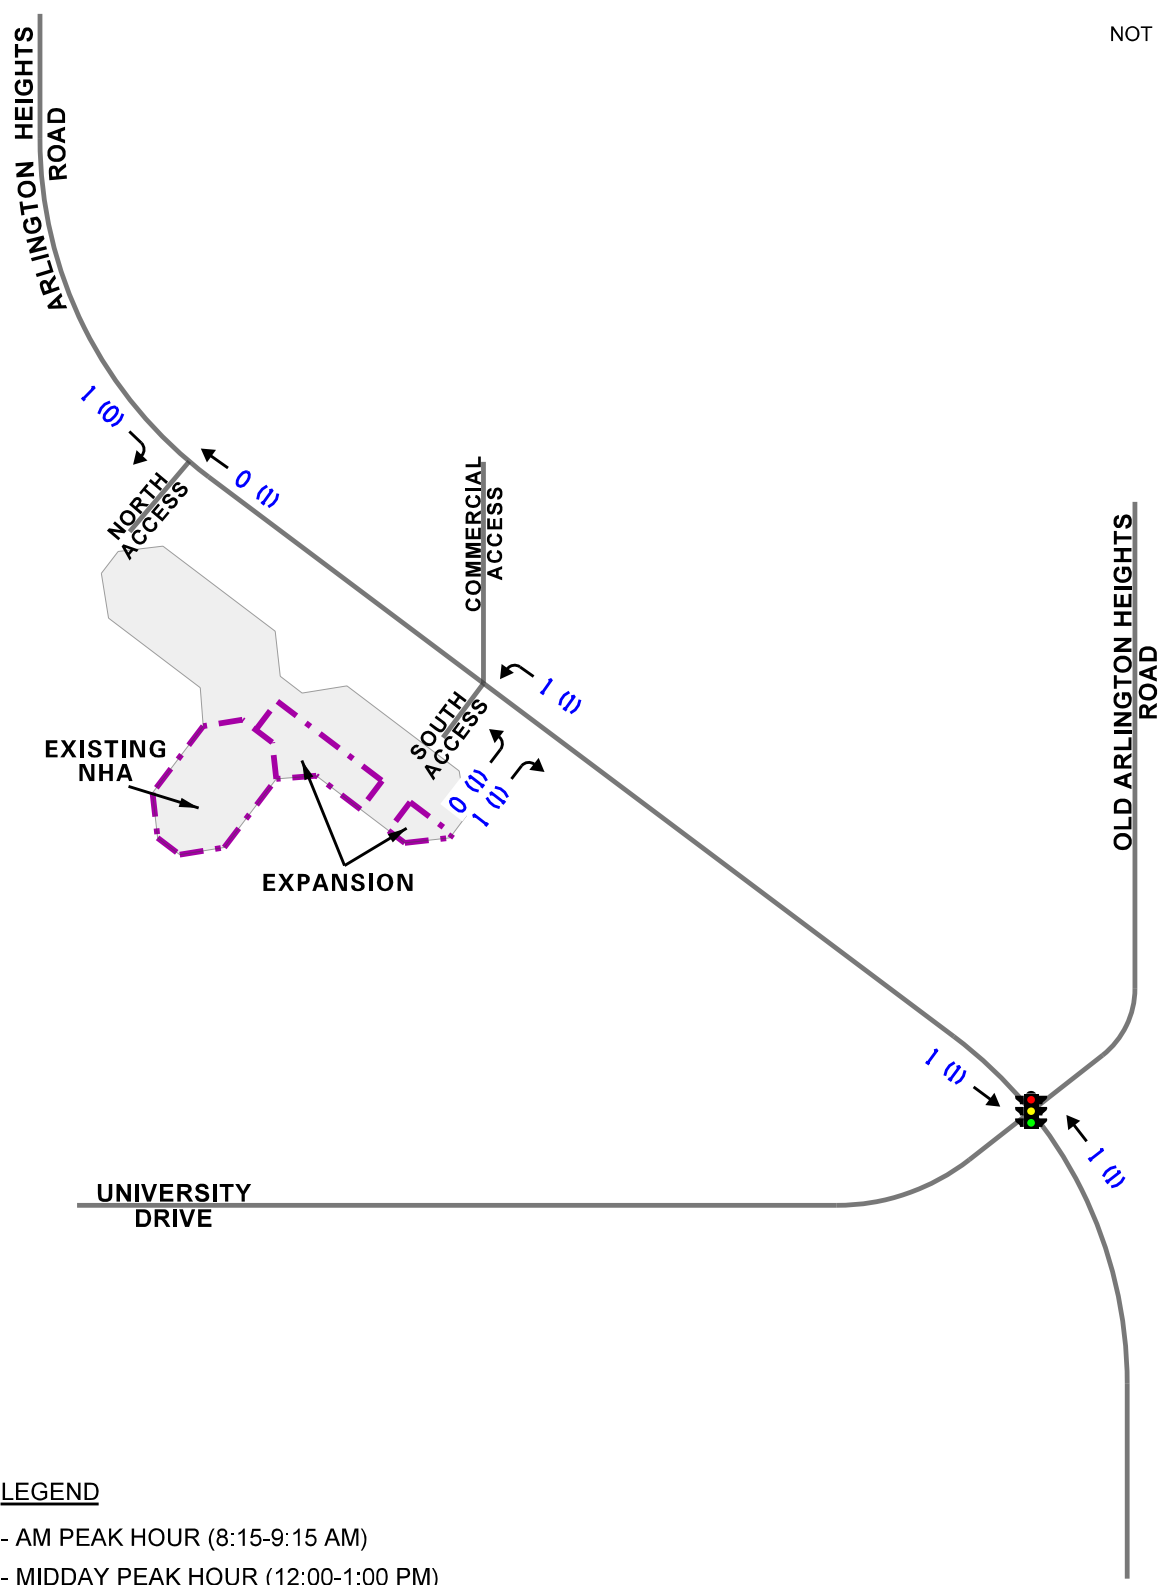 NOT
ARLINGTON HEIGHTS
ROAD
1 (0)
0 (1)
NORTH
ACCESS
COMMERCIAL
ACCESS
OLD ARLINGTON HEIGHTS
ROAD
1 (1)
SOUTH
ACCESS
0 (1)
1 (1)
EXISTING
NHA
EXPANSION
1 (1)
1 (1)
UNIVERSITY
DRIVE
LEGEND
- AM PEAK HOUR (8:15-9:15 AM)
- MIDDAY PEAK HOUR (12:00-1:00 PM)